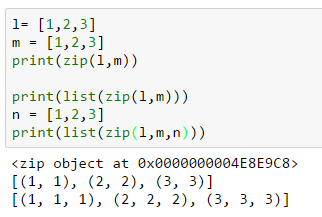 l= [1,2,3]
m = [1,2,3]
print(zip(l,m))
print(list(zip(l,m)))
n = [1,2,3]
print(list(zip(l,m,n)))
<zip object at 0x0000000004E8E9C8>
[(1, 1), (2, 2), (3, 3)]
[(1, 1, 1), (2, 2, 2), (3, 3, 3)]